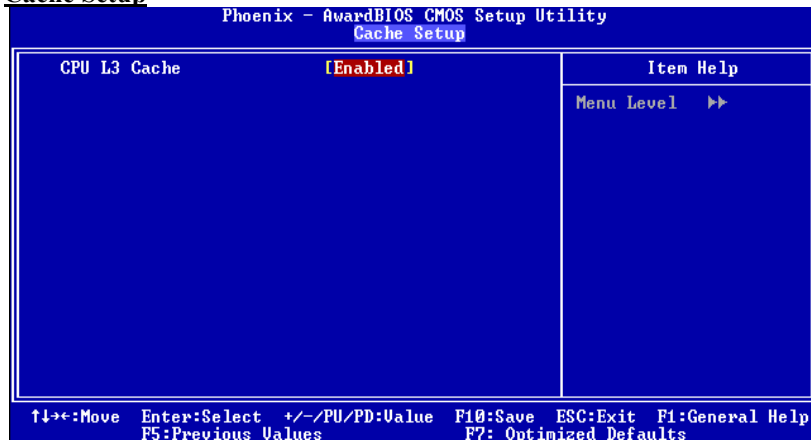 Cache Setup
Phoenix - AwardBIOS CMOS Setup Utility
Cache Setup
CPU L3 Cache [Enabled]
Item Help
Menu Level ▶▶
↑↓→←:Move Enter:Select +/-/PU/PD:Value F10:Save ESC:Exit F1:General Help
F5:Previous Values F7: Optimized Defaults